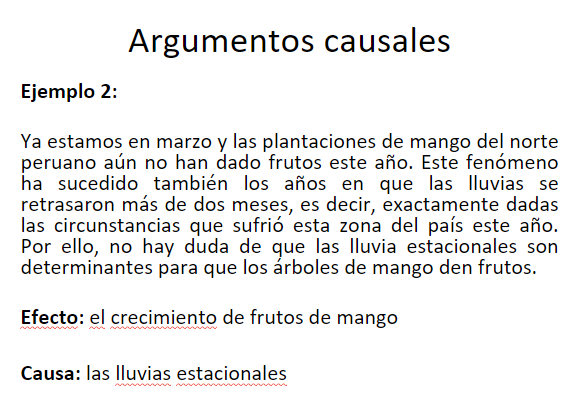 Argumentos causales
Ejemplo 2:
Ya estamos en marzo y las plantaciones de mango del norte
peruano aún no han dado frutos este año. Este fenómeno
ha sucedido también los años en que las lluvias se
retrasaron más de dos meses, es decir, exactamente dadas
las circunstancias que sufrió esta zona del país este año.
Por ello, no hay duda de que las lluvia estacionales son
determinantes para que los árboles de mango den frutos.
Efecto: el crecimiento de frutos de mango
Causa: las lluvias estacionales